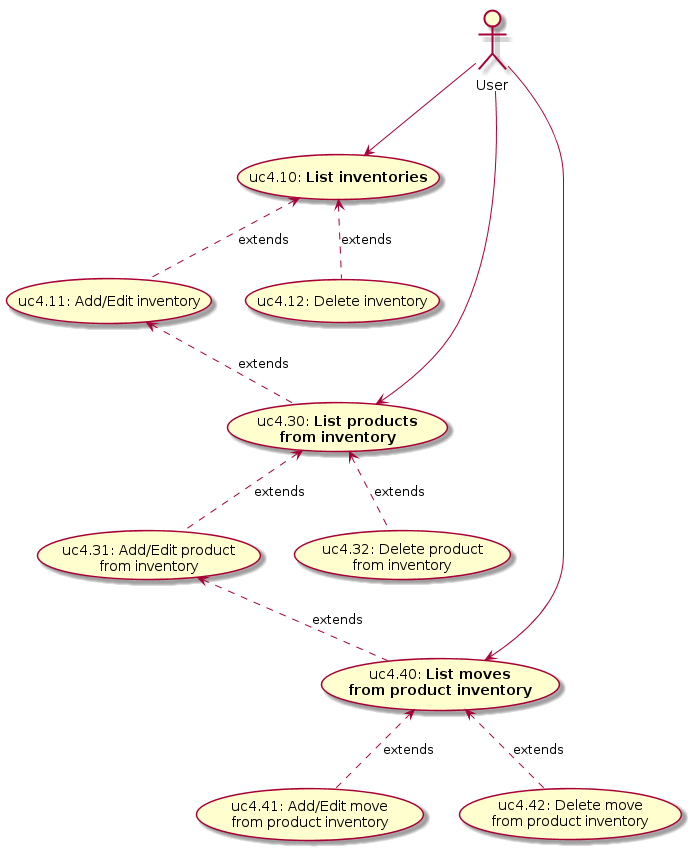 User
uc4.10: List inventories
extends
extends
uc4.11: Add/Edit inventory
uc4.12: Delete inventory
extends
uc4.30: List products
from inventory
extends
extends
uc4.31: Add/Edit product
from inventory
uc4.32: Delete product
from inventory
extends
uc4.40: List moves
from product inventory
extends
extends
uc4.41: Add/Edit move
from product inventory
uc4.42: Delete move
from product inventory